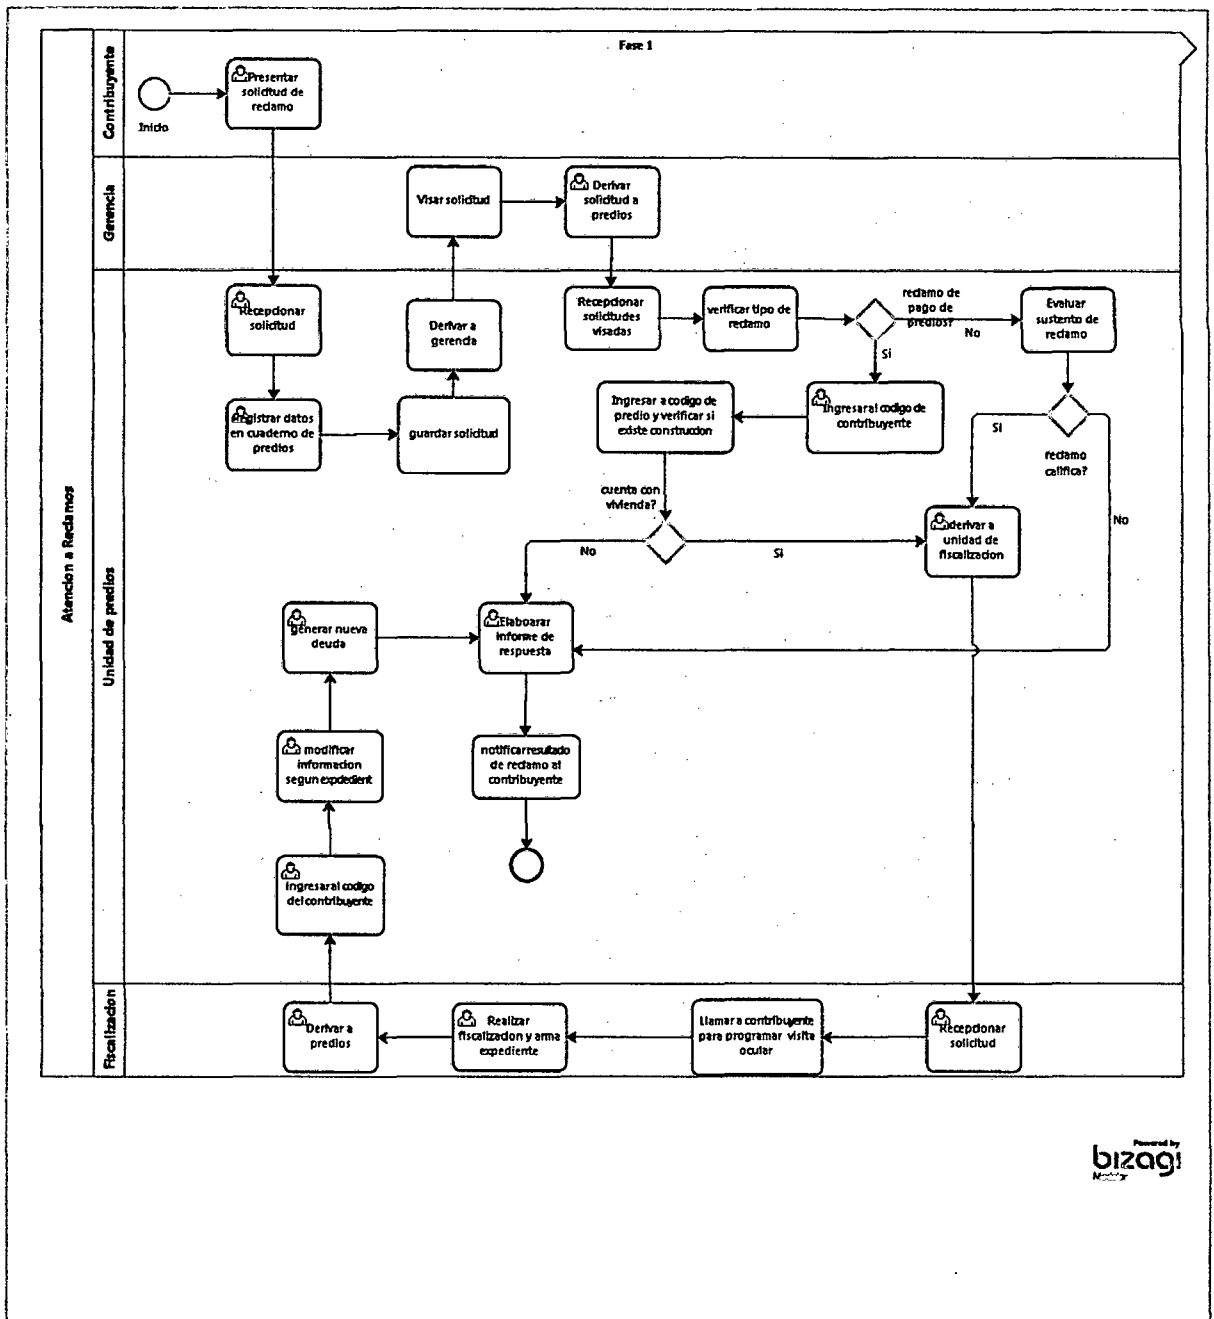 Fase 1
Atencion a Reclamos
Contribuyente
Inicio
Presentar
solicitud de
reclamo
Gerencia
Visar solicitud
Derivar
solicitud a
predios
Unidad de predios
Recepcionar
solicitud
Registrar datos
en cuaderno de
predios
guardar solicitud
Derivar a
gerencia
Recepcionar
solicitudes
visadas
verificar tipo de
reclamo
reclamo de
pago de
predios?
No
Si
Evaluar
sustento de
reclamo
Ingresar al codigo de
contribuyente
Ingresar a codigo de
predio y verificar si
existe construccion
Si
reclamo
califica?
No
cuenta con
vivienda?
No
Si
derivar a
unidad de
fiscalizacion
generar nueva
deuda
Elaboarar
informe de
respuesta
modificar
informacion
segun expdedient
notificar resultado
de reclamo al
contribuyente
Ingresar al codigo
del contribuyente
Fiscalizacion
Derivar a
predios
Realizar
fiscalizacion y arma
expediente
Llamar a contribuyente
para programar visita
ocular
Recepcionar
solicitud
Powered by
bizagi
Modeler